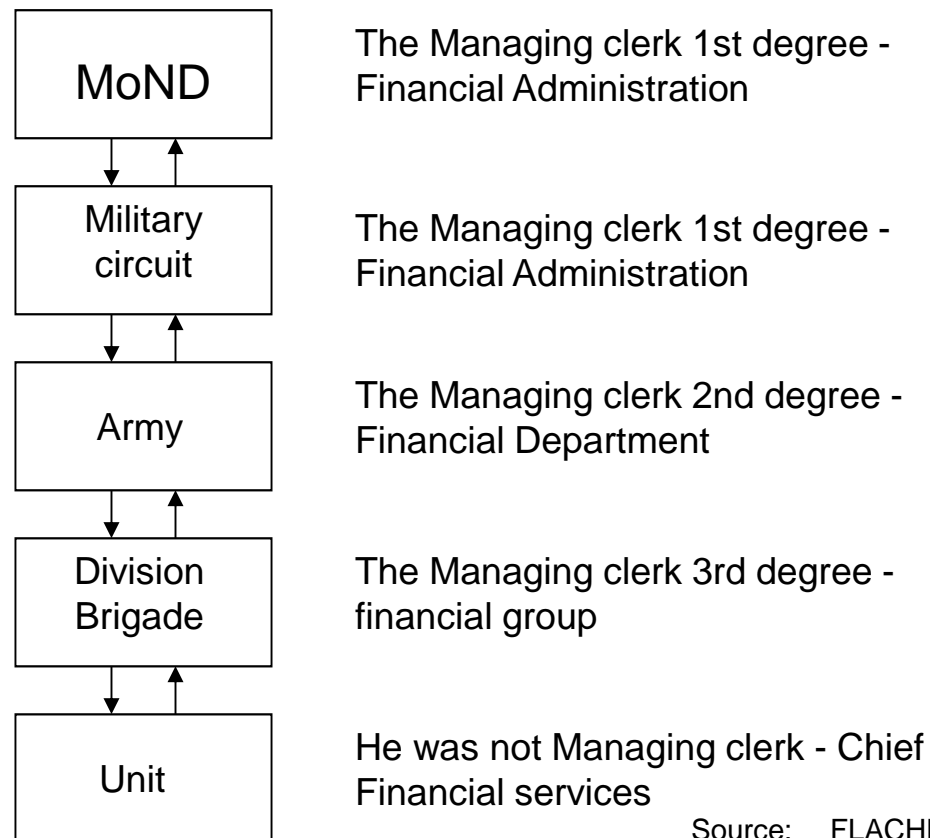 MoND
The Managing clerk 1st degree -
Financial Administration
Military
circuit
The Managing clerk 1st degree -
Financial Administration
Army
The Managing clerk 2nd degree -
Financial Department
Division
Brigade
The Managing clerk 3rd degree -
financial group
Unit
He was not Managing clerk - Chief
Financial services
Source: